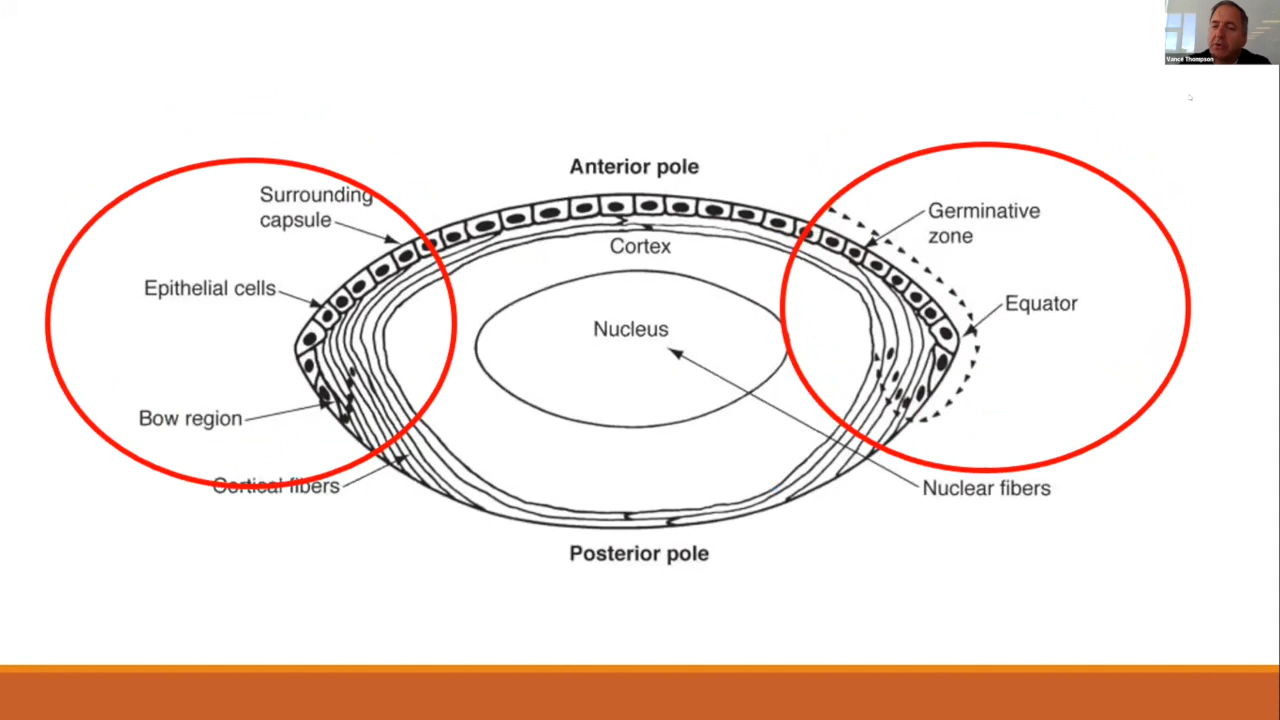 Vance Thompson
Anterior pole
Surrounding
capsule
Germinative
zone
Cortex
Epithelial cells
Equator
Nucleus
Bow region
Cortical fibers
Nuclear fibers
Posterior pole